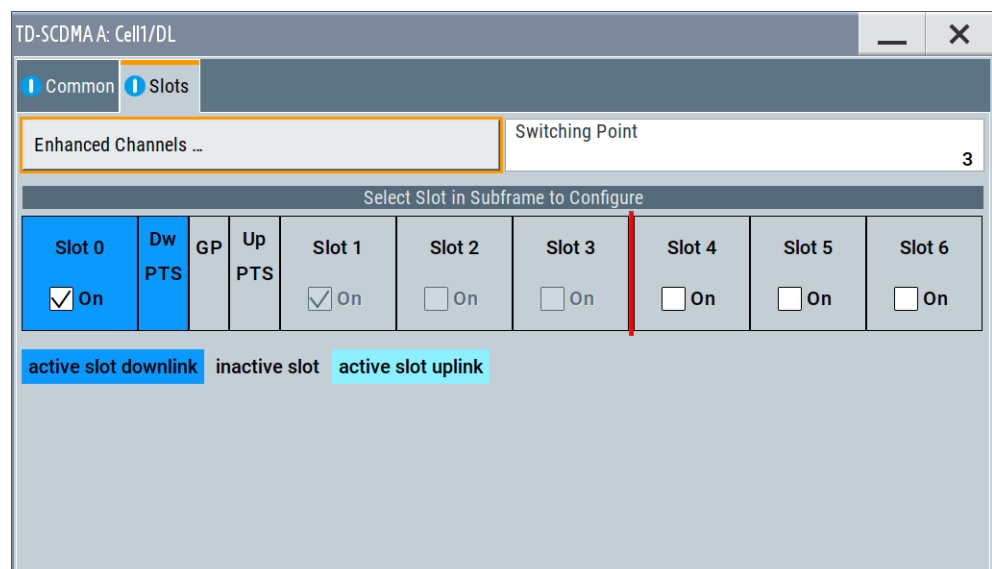 TD-SCDMA A: Cell1/DL
Common Slots
Enhanced Channels ...
Switching Point
3
Select Slot in Subframe to Configure
Slot 0 Dw PTS GP Up PTS Slot 1 Slot 2 Slot 3 Slot 4 Slot 5 Slot 6
On On On On On On On
active slot downlink inactive slot active slot uplink